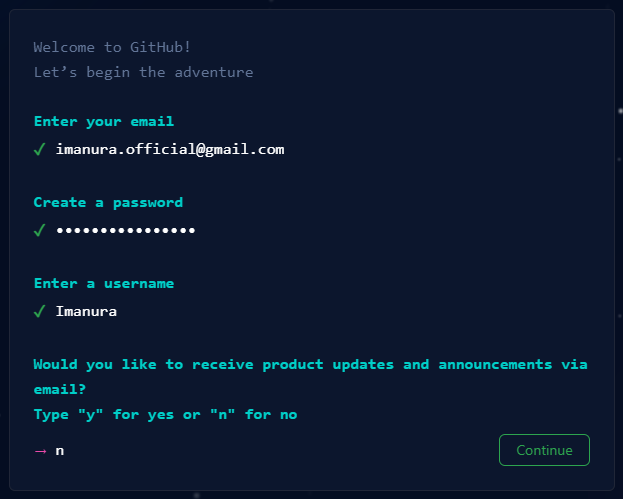 Welcome to GitHub!
Let’s begin the adventure
Enter your email
✓ imanura.official@gmail.com
Create a password
✓ ••••••••••••••••
Enter a username
✓ Imanura
Would you like to receive product updates and announcements via
email?
Type "y" for yes or "n" for no
→ n
Continue